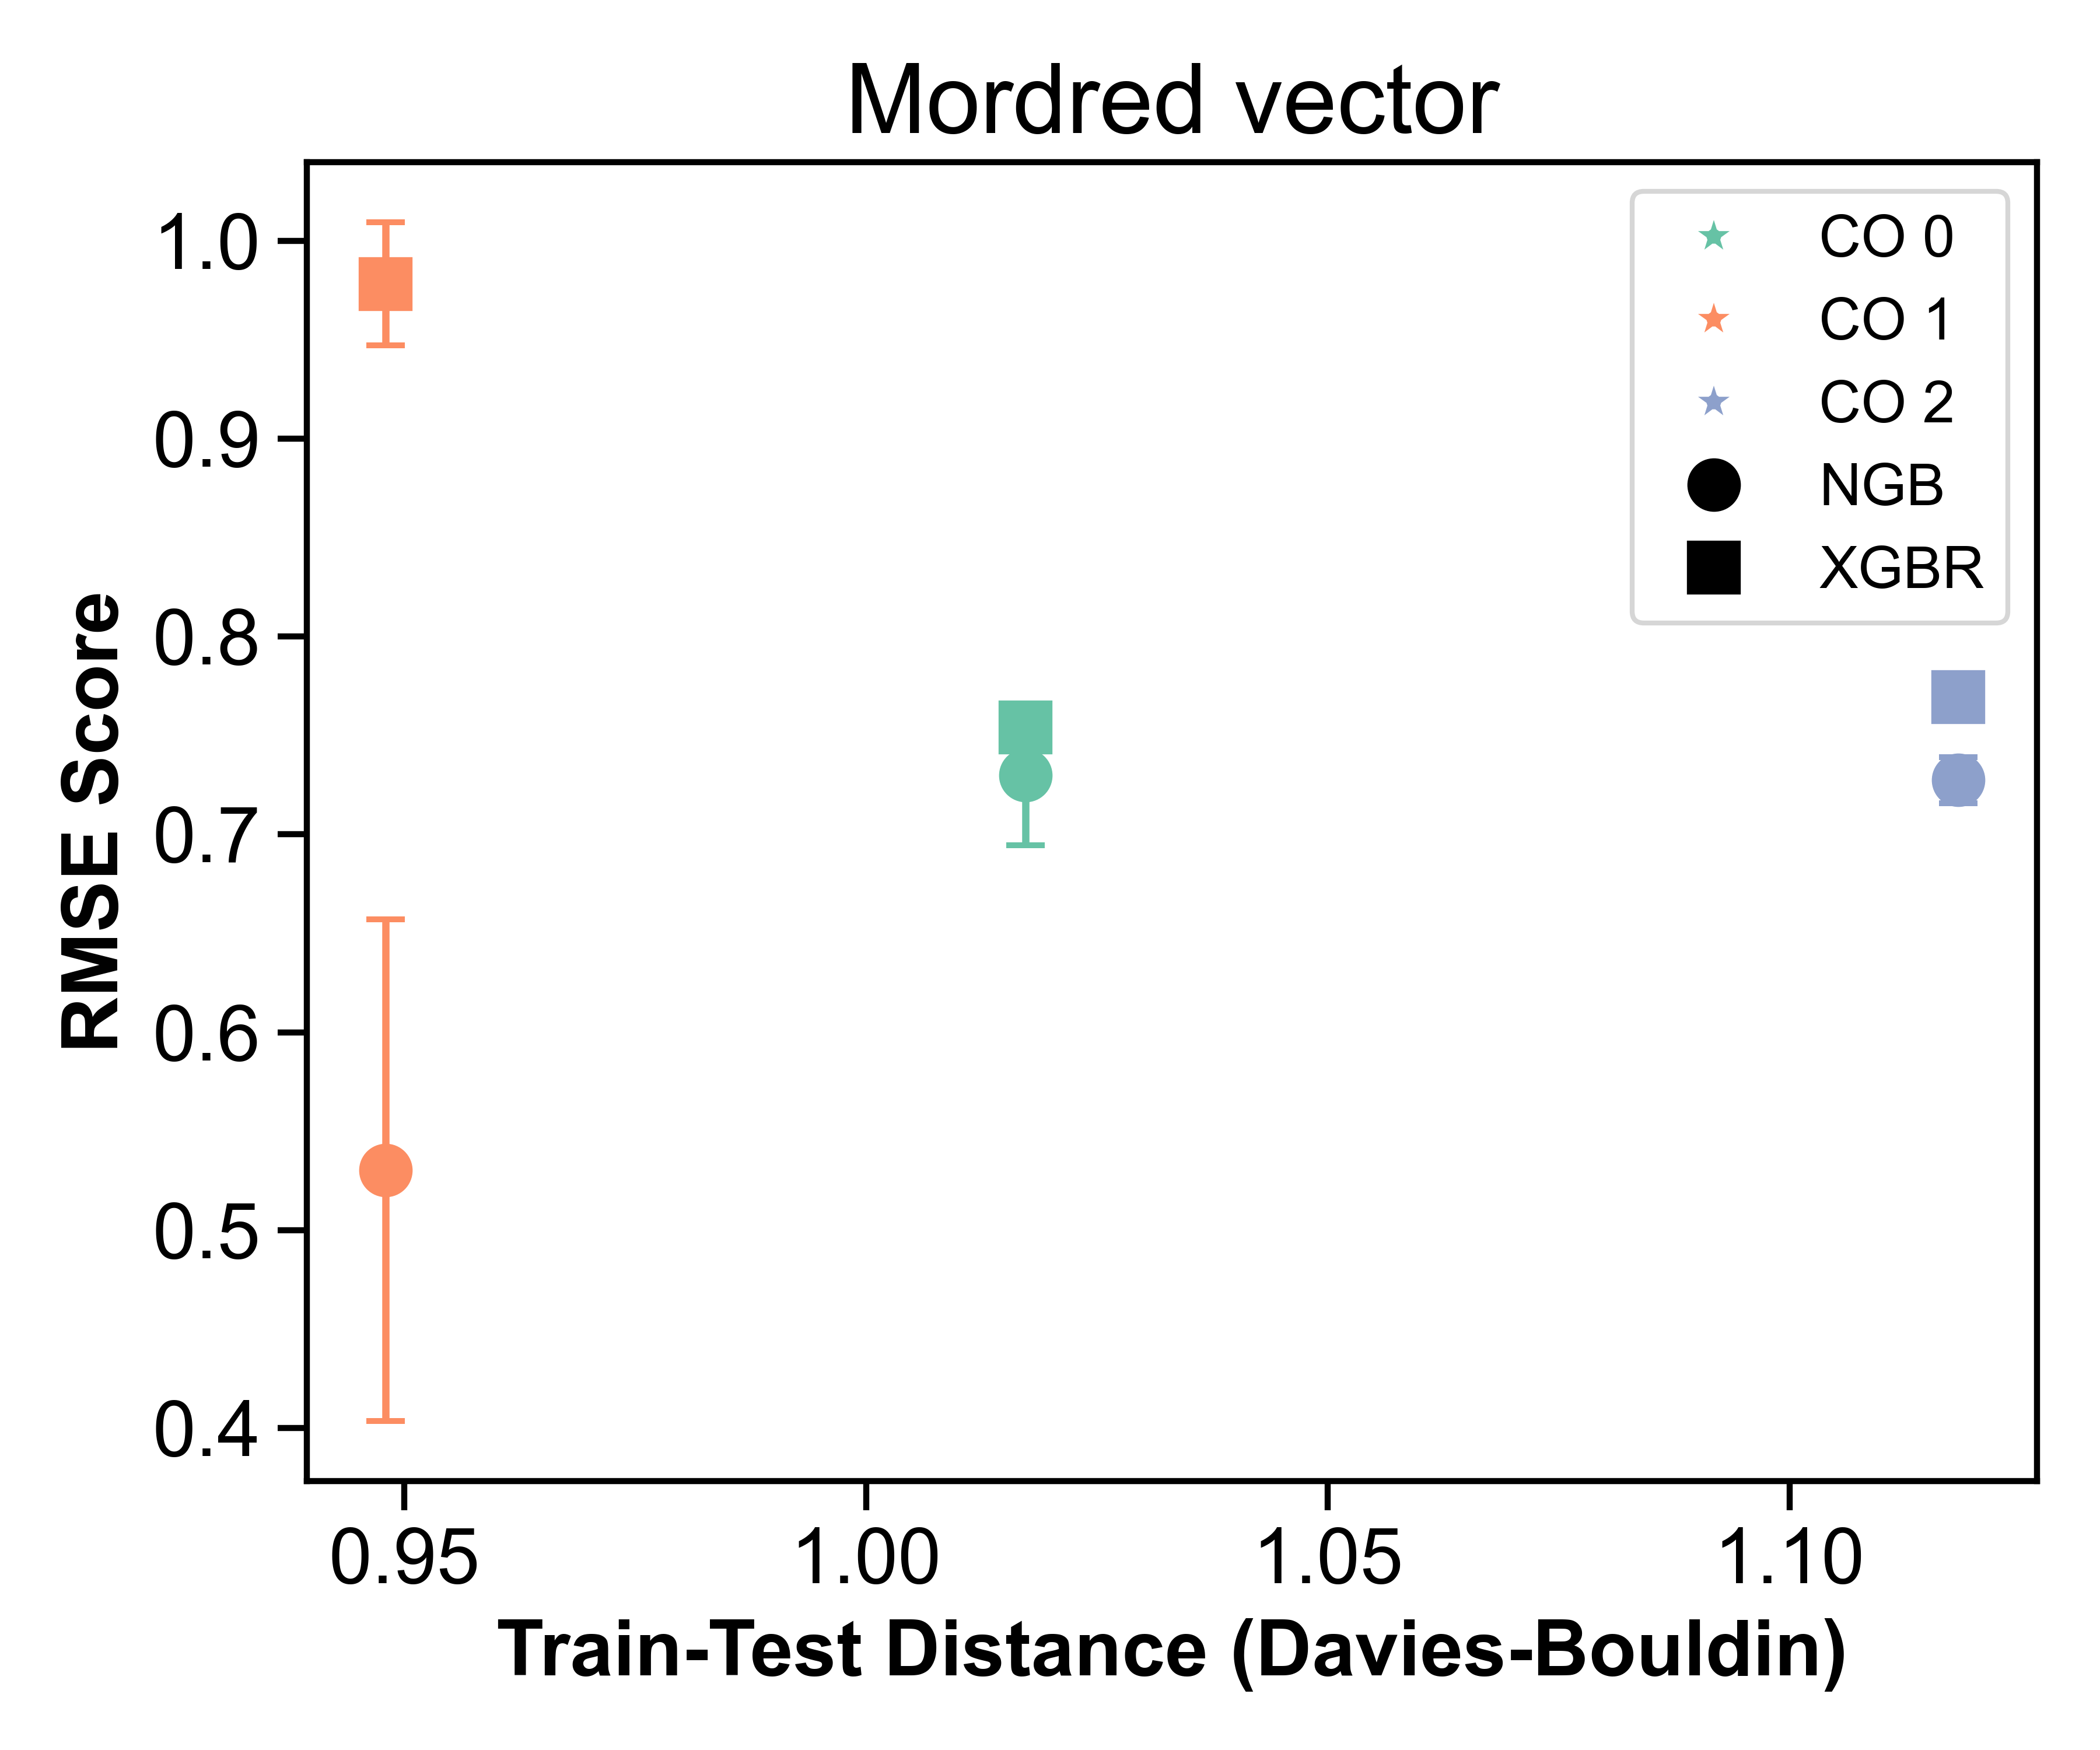 Mordred vector
1.0
0.9
0.8
0.7
0.6
0.5
0.4
RMSE Score
CO 0
CO 1
CO 2
NGB
XGBR
0.95
1.00
1.05
1.10
Train-Test Distance (Davies-Bouldin)